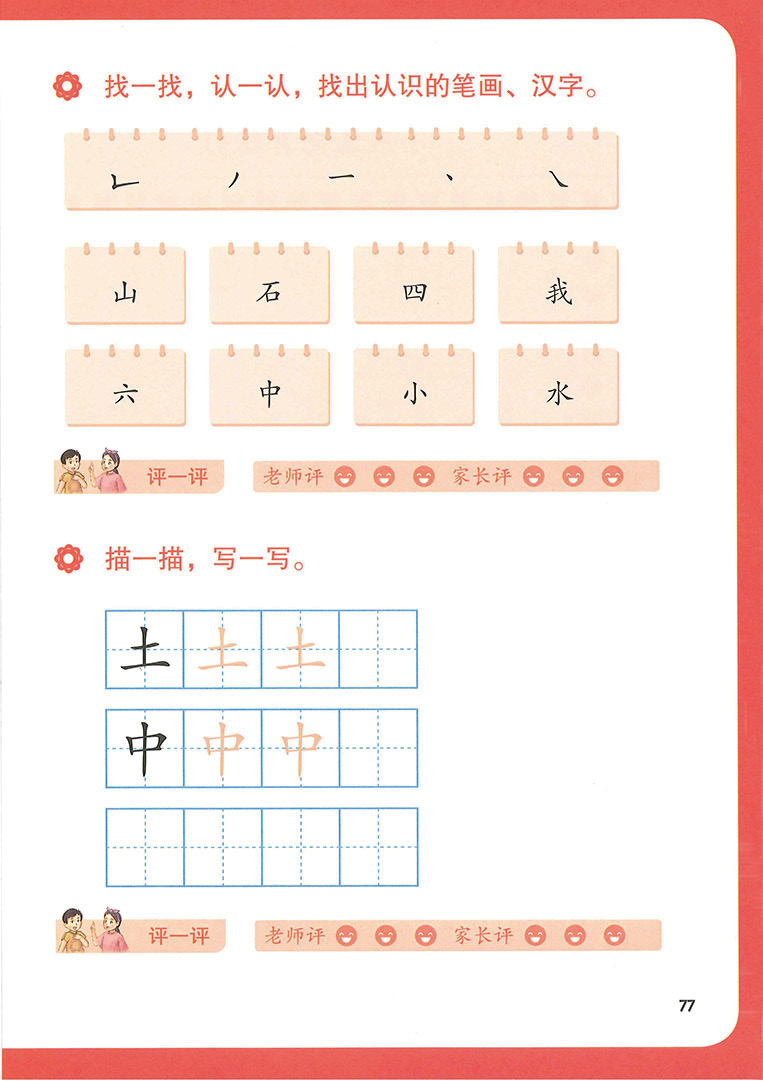 找一找，认一认，找出认识的笔画、汉字。
𠃊 ㇒ 一 丶 ㇏
山 石 四 我
六 中 小 水
评一评 老师评 家长评
描一描，写一写。
土 土 土
中 中 中
评一评 老师评 家长评
77